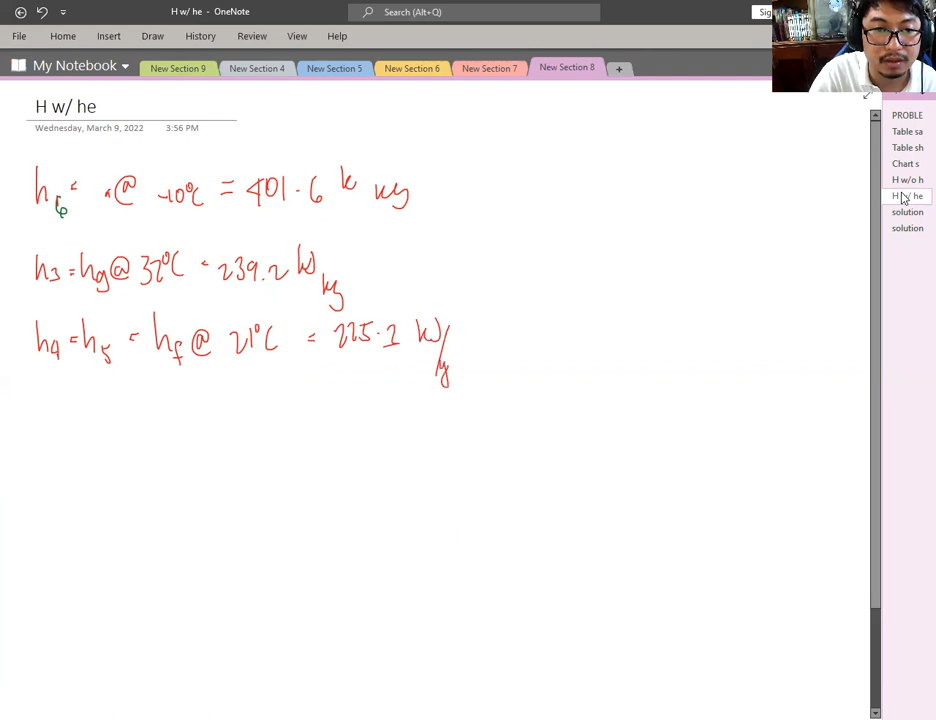 H w/ he - OneNote
Search (Alt+Q)
File Home Insert Draw History Review View Help
My Notebook
New Section 9 New Section 4 New Section 5 New Section 6 New Section 7 New Section 8
H w/ he
Wednesday, March 9, 2022 3:56 PM
h6 = @ -10°C = 401.6 k kg
h3 = hg @ 37°C = 239.2 kJ/kg
h4 = h5 = hf @ 21°C = 225.1 kJ/kg
PROBLE
Table sa
Table sh
Chart s
H w/o h
H w/ he
solution
solution